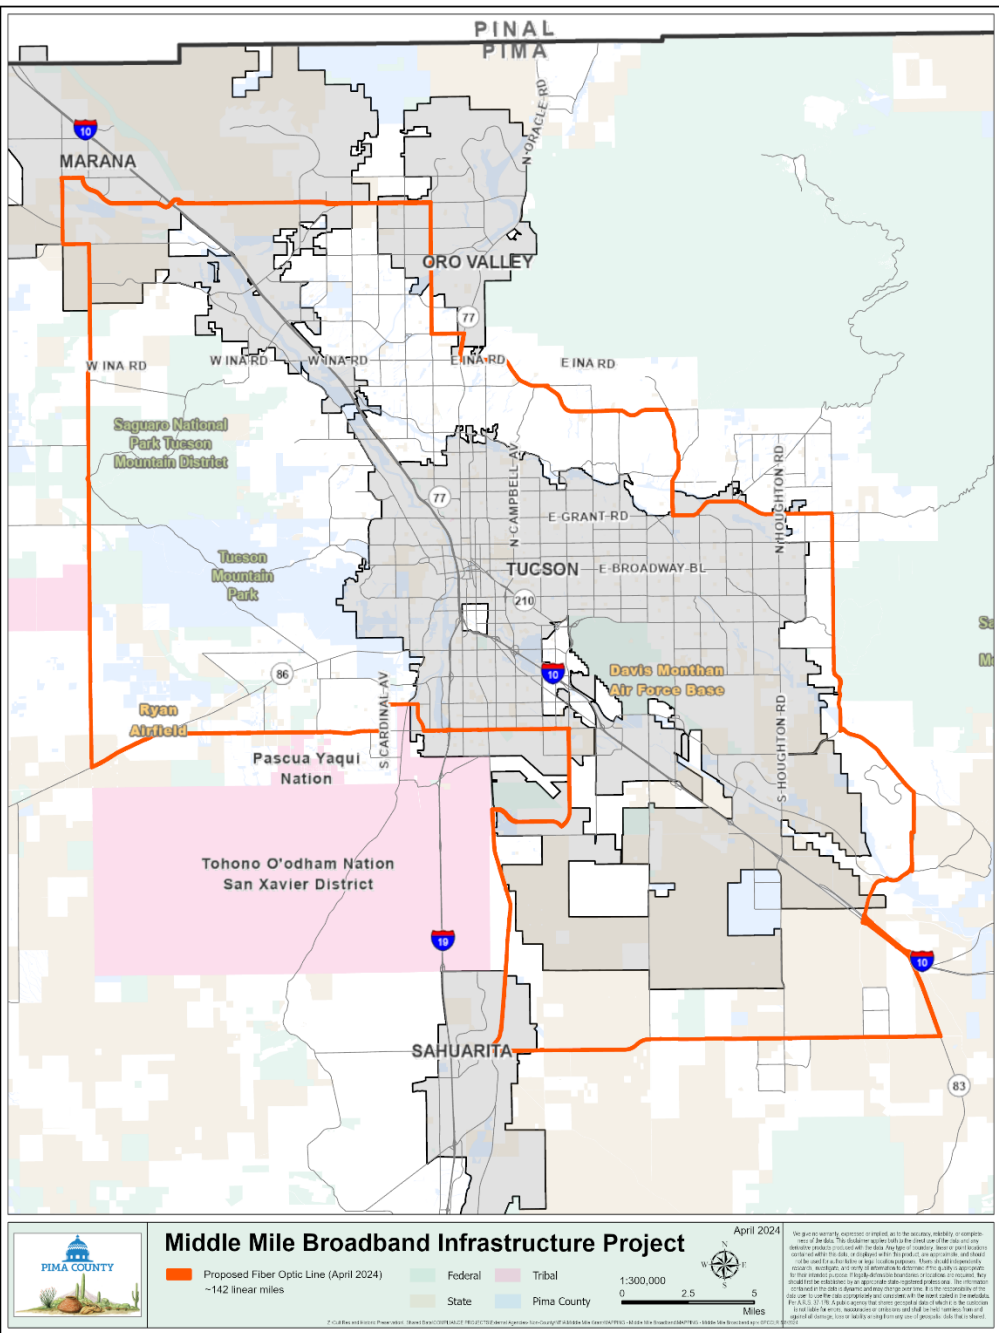 PINAL
PIMA
N ORACLE RD
10
MARANA
ORO VALLEY
77
W INA RD
W INA RD
W INA RD
E INA RD
E INA RD
Saguaro National
Park Tucson
Mountain District
N CAMPBELL AV
N HOUGHTON RD
77
E GRANT RD
Tucson
Mountain
Park
TUCSON
E BROADWAY BL
210
Sa
Mo
86
10
Davis Monthan
Air Force Base
S CARDINAL AV
Ryan
Airfield
S HOUGHTON RD
Pascua Yaqui
Nation
Tohono O'odham Nation
San Xavier District
19
10
SAHUARITA
83
PIMA COUNTY
Middle Mile Broadband Infrastructure Project
April 2024
Proposed Fiber Optic Line (April 2024)
~142 linear miles
Federal
Tribal
State
Pima County
N
W
E
S
1:300,000
0
2.5
5
Miles